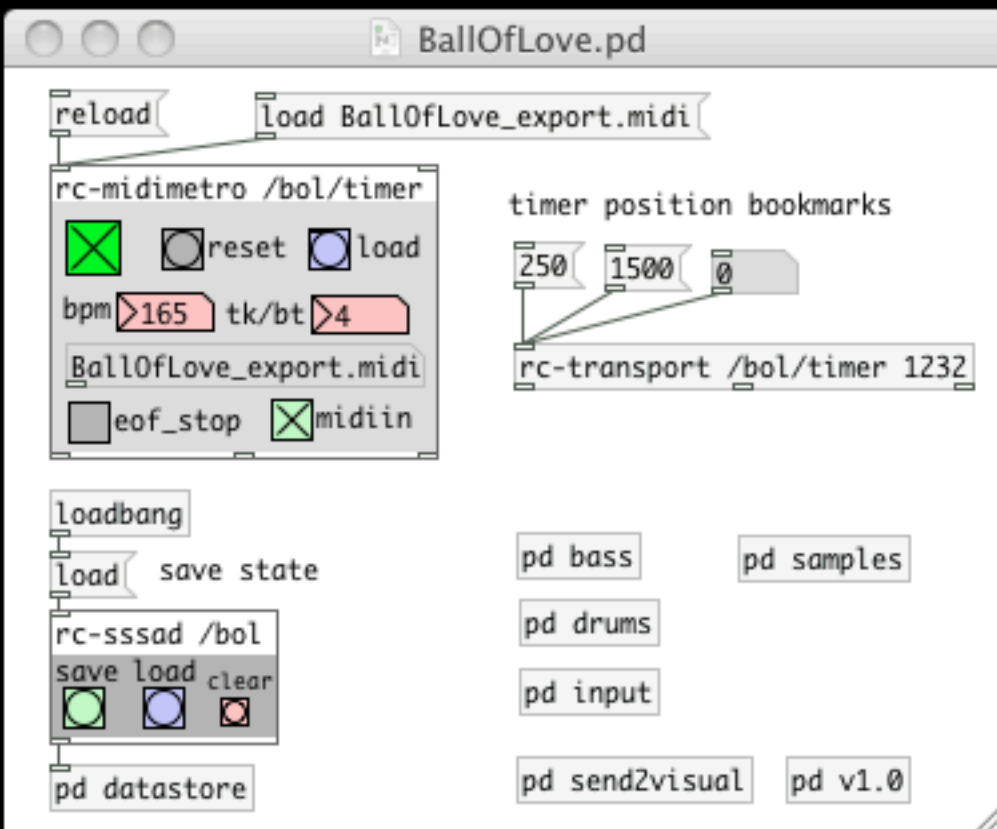 BallOfLove.pd
reload
load BallOfLove_export.midi
rc-midimetro /bol/timer
reset
load
bpm
165
tk/bt
4
BallOfLove_export.midi
eof_stop
midiin
timer position bookmarks
250
1500
0
rc-transport /bol/timer 1232
loadbang
load
save state
rc-sssad /bol
save load clear
pd datastore
pd bass
pd samples
pd drums
pd input
pd send2visual
pd v1.0